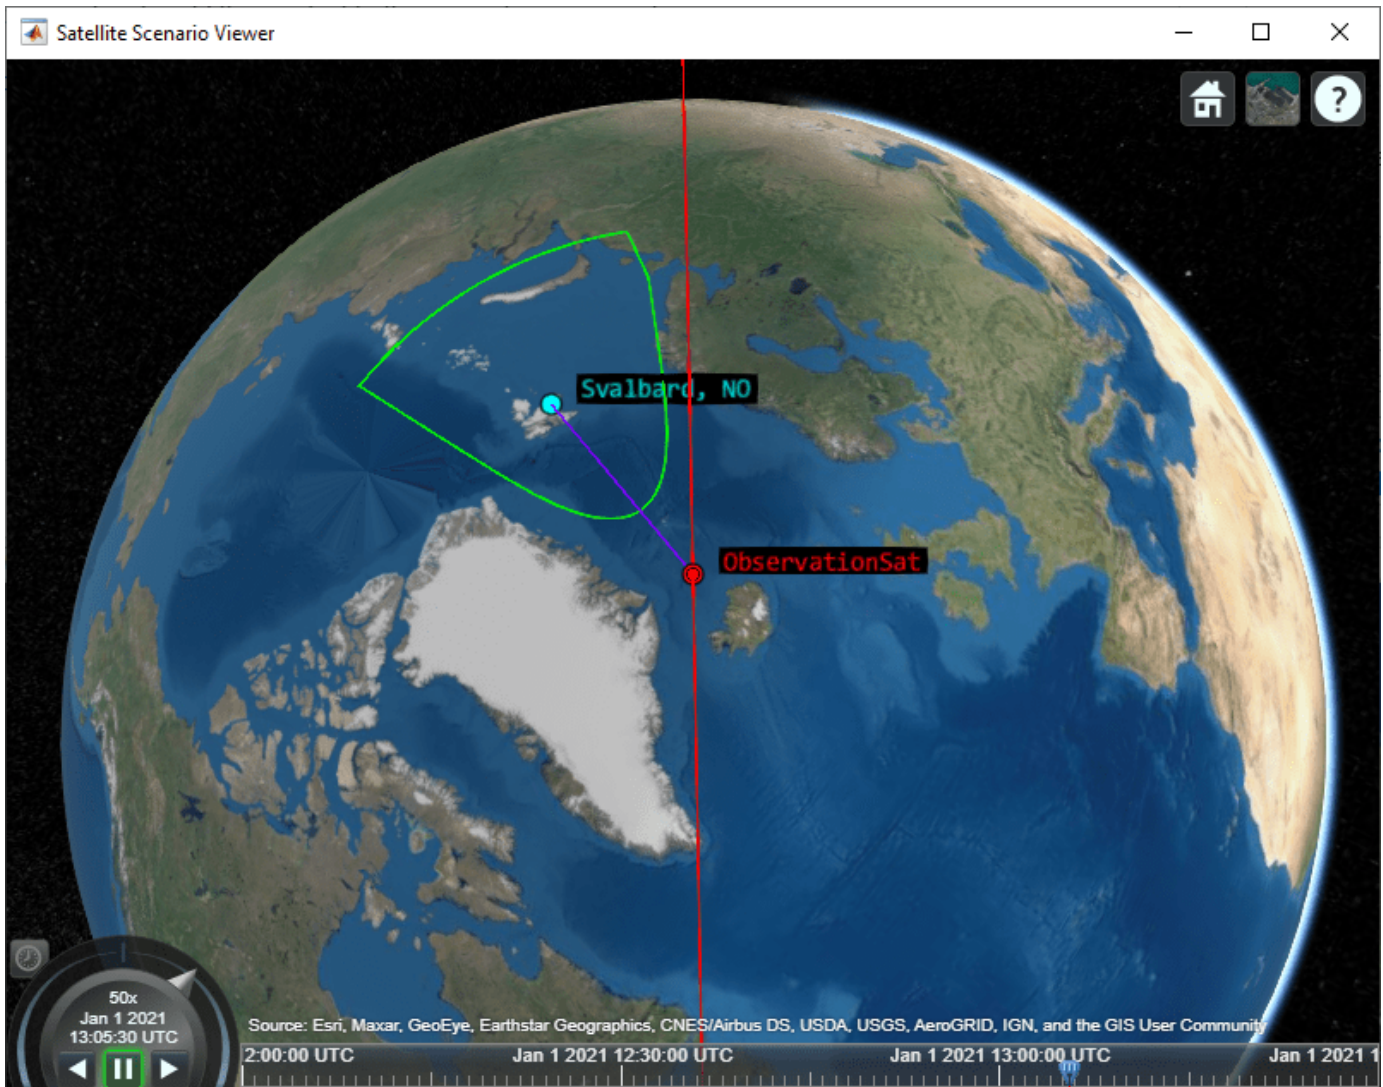 Satellite Scenario Viewer
?
Svalbard, NO
ObservationSat
50x
Jan 1 2021
13:05:30 UTC
Source: Esri, Maxar, GeoEye, Earthstar Geographics, CNES/Airbus DS, USDA, USGS, AeroGRID, IGN, and the GIS User Community
2:00:00 UTC Jan 1 2021 12:30:00 UTC Jan 1 2021 13:00:00 UTC Jan 1 2021 1